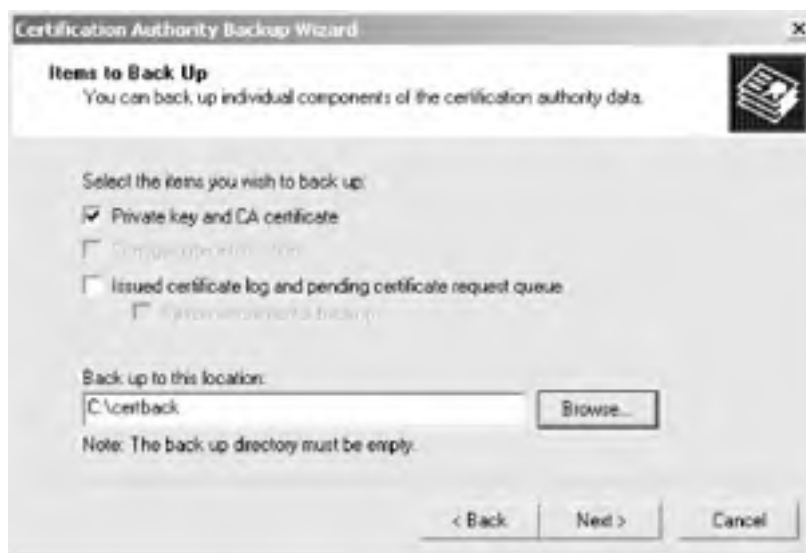 Certification Authority Backup Wizard
Items to Back Up
You can back up individual components of the certification authority data.
Select the items you wish to back up:
Private key and CA certificate
Issued certificate log and pending certificate request queue
Back up to this location:
C:\certback
Browse...
Note: The back up directory must be empty.
< Back
Next >
Cancel